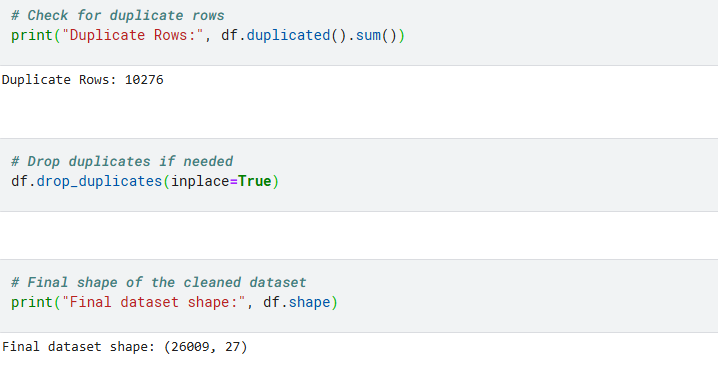 # Check for duplicate rows
print("Duplicate Rows:", df.duplicated().sum())
Duplicate Rows: 10276
# Drop duplicates if needed
df.drop_duplicates(inplace=True)
# Final shape of the cleaned dataset
print("Final dataset shape:", df.shape)
Final dataset shape: (26009, 27)